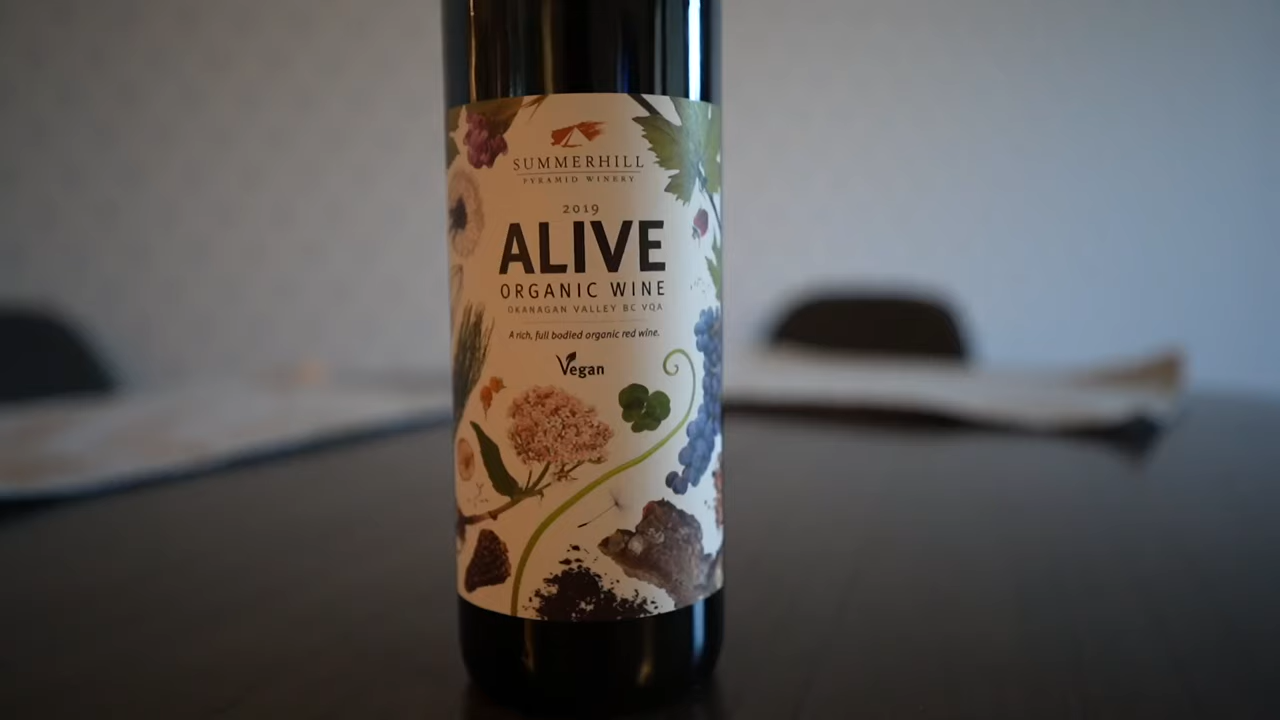 SUMMERHILL
PYRAMID WINERY
2019
ALIVE
ORGANIC WINE
OKANAGAN VALLEY BC VQA
A rich, full bodied organic red wine.
Vegan